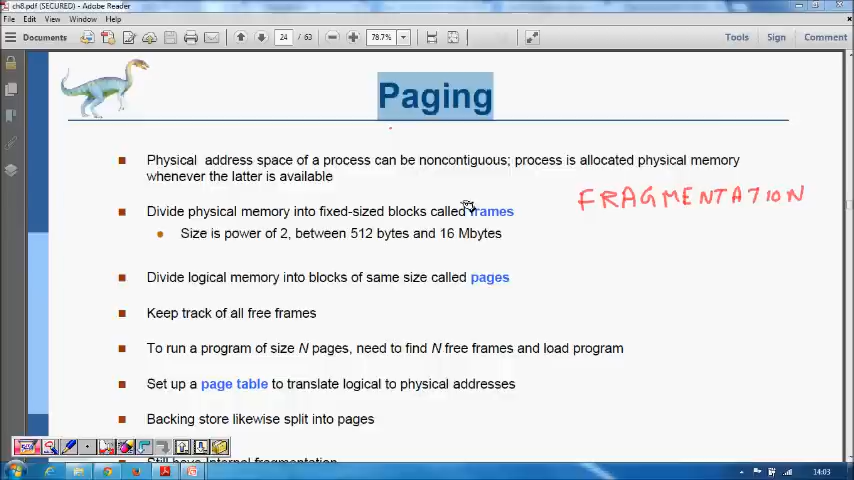 ch8.pdf (SECURED) - Adobe Reader
File Edit View Window Help
Documents 24 / 63 78.7% Tools Sign Comment
Paging
Physical address space of a process can be noncontiguous; process is allocated physical memory
whenever the latter is available
FRAGMENTATION
Divide physical memory into fixed-sized blocks called frames
Size is power of 2, between 512 bytes and 16 Mbytes
Divide logical memory into blocks of same size called pages
Keep track of all free frames
To run a program of size N pages, need to find N free frames and load program
Set up a page table to translate logical to physical addresses
Backing store likewise split into pages
Still have Internal fragmentation
14:03